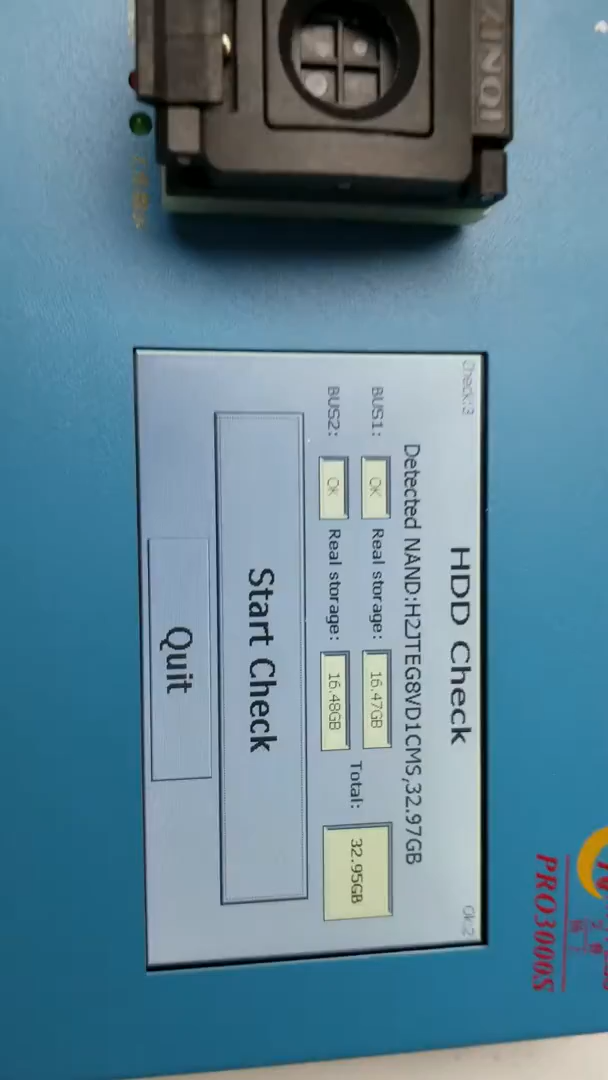 ZINQI
Check:3
Ok:2
HDD Check
Detected NAND:H2JTEG8VD1CMS,32.97GB
BUS1: OK Real storage: 16.47GB
BUS2: OK Real storage: 16.48GB
Total: 32.95GB
Start Check
Quit
PRO3000S